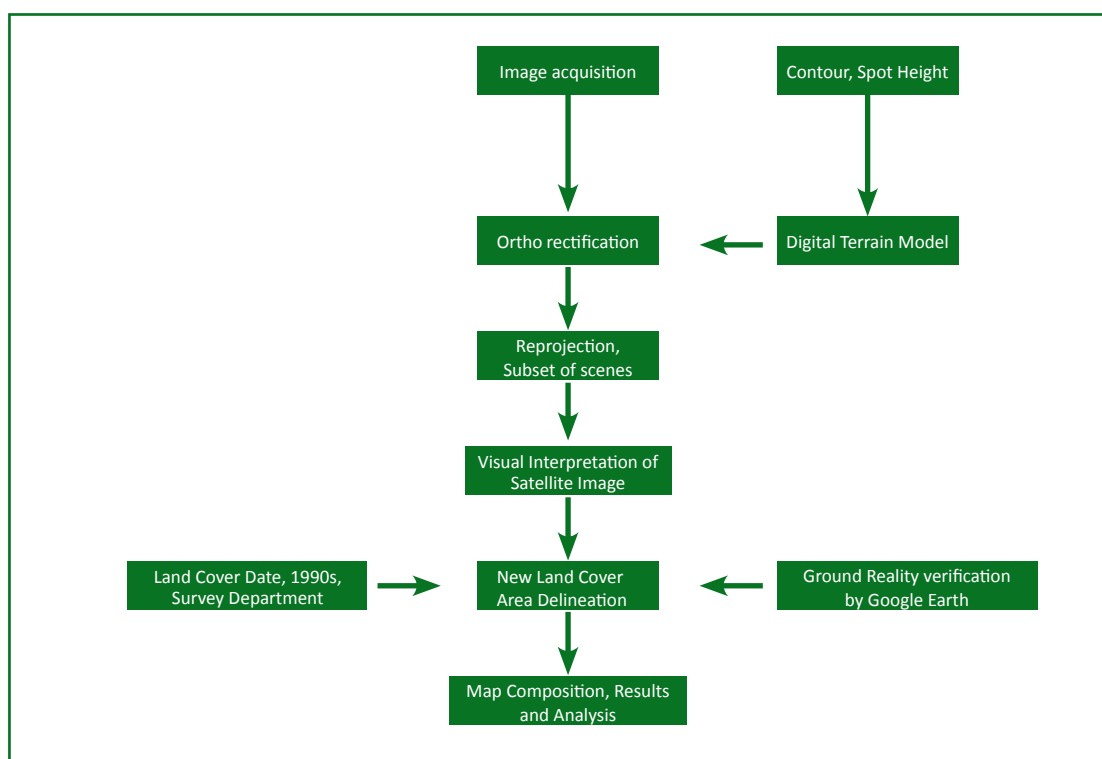 Image acquisition
Contour, Spot Height
Ortho rectification
Digital Terrain Model
Reprojection,
Subset of scenes
Visual Interpretation of
Satellite Image
Land Cover Date, 1990s,
Survey Department
New Land Cover
Area Delineation
Ground Reality verification
by Google Earth
Map Composition, Results
and Analysis